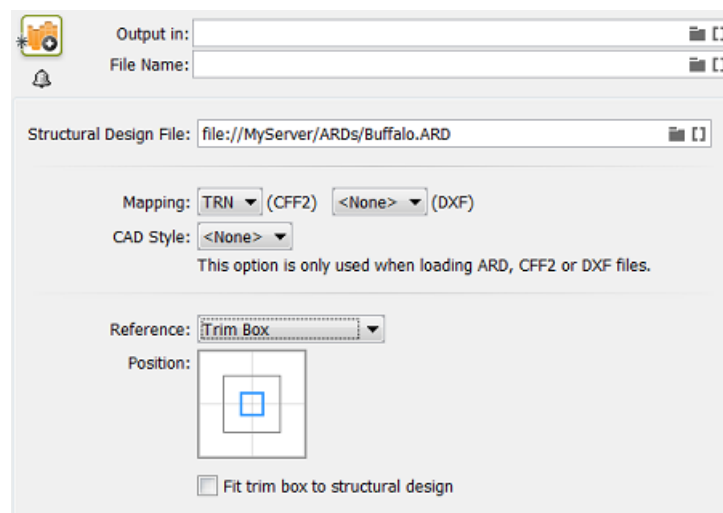 Output in:
File Name:
Structural Design File: file://MyServer/ARDs/Buffalo.ARD
Mapping: TRN (CFF2) <None> (DXF)
CAD Style: <None>
This option is only used when loading ARD, CFF2 or DXF files.
Reference: Trim Box
Position:
Fit trim box to structural design